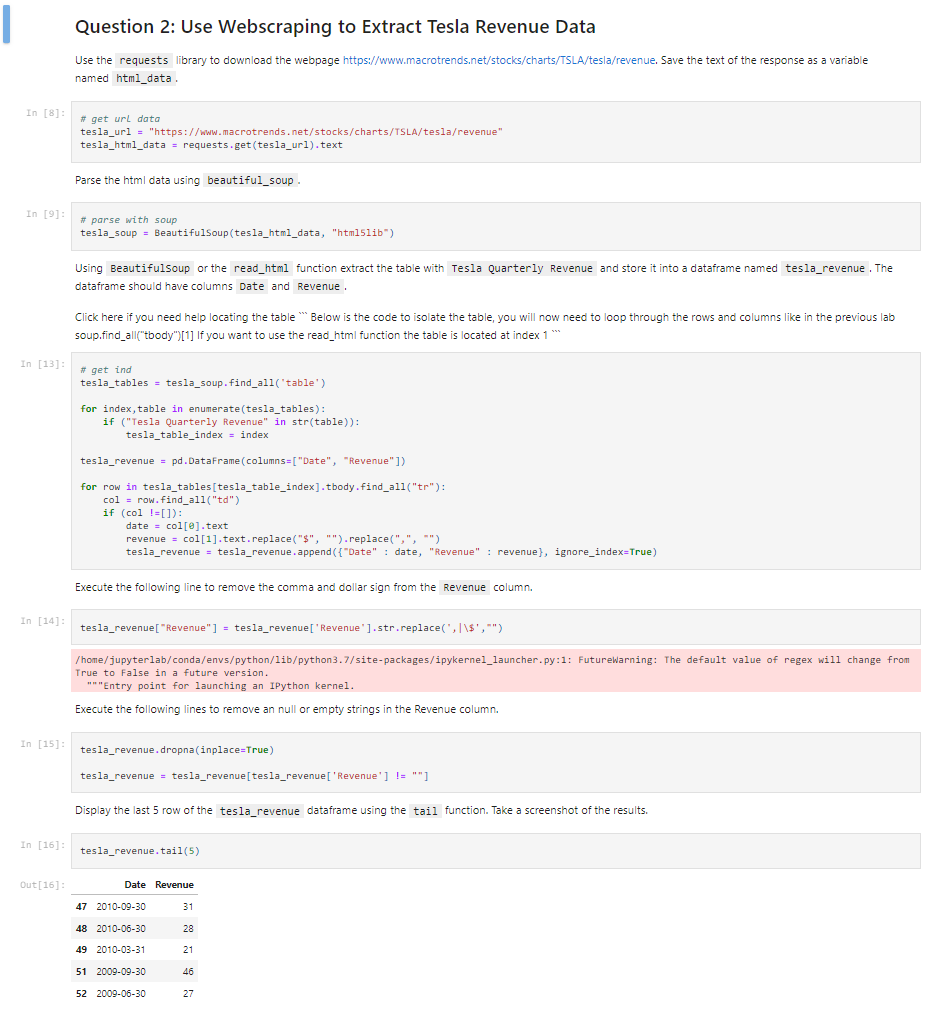 Question 2: Use Webscraping to Extract Tesla Revenue Data
Use the requests library to download the webpage https://www.macrotrends.net/stocks/charts/TSLA/tesla/revenue. Save the text of the response as a variable
named html_data.
In [8]:
# get url data
tesla_url = "https://www.macrotrends.net/stocks/charts/TSLA/tesla/revenue"
tesla_html_data = requests.get(tesla_url).text
Parse the html data using beautiful_soup.
In [9]:
# parse with soup
tesla_soup = BeautifulSoup(tesla_html_data, "html5lib")
Using BeautifulSoup or the read_html function extract the table with Tesla Quarterly Revenue and store it into a dataframe named tesla_revenue. The
dataframe should have columns Date and Revenue.
Click here if you need help locating the table ``` Below is the code to isolate the table, you will now need to loop through the rows and columns like in the previous lab
soup.find_all("tbody")[1] If you want to use the read_html function the table is located at index 1 ```
In [13]:
# get ind
tesla_tables = tesla_soup.find_all('table')
for index,table in enumerate(tesla_tables):
    if ("Tesla Quarterly Revenue" in str(table)):
        tesla_table_index = index
tesla_revenue = pd.DataFrame(columns=["Date", "Revenue"])
for row in tesla_tables[tesla_table_index].tbody.find_all("tr"):
    col = row.find_all("td")
    if (col !=[]):
        date = col[0].text
        revenue = col[1].text.replace("$", "").replace(",", "")
        tesla_revenue = tesla_revenue.append({"Date" : date, "Revenue" : revenue}, ignore_index=True)
Execute the following line to remove the comma and dollar sign from the Revenue column.
In [14]:
tesla_revenue["Revenue"] = tesla_revenue['Revenue'].str.replace(',|\$',"")
/home/jupyterlab/conda/envs/python/lib/python3.7/site-packages/ipykernel_launcher.py:1: FutureWarning: The default value of regex will change from
True to False in a future version.
  """Entry point for launching an IPython kernel.
Execute the following lines to remove an null or empty strings in the Revenue column.
In [15]:
tesla_revenue.dropna(inplace=True)
tesla_revenue = tesla_revenue[tesla_revenue['Revenue'] != ""]
Display the last 5 row of the tesla_revenue dataframe using the tail function. Take a screenshot of the results.
In [16]:
tesla_revenue.tail(5)
Out[16]:
Date Revenue
47 2010-09-30 31
48 2010-06-30 28
49 2010-03-31 21
51 2009-09-30 46
52 2009-06-30 27